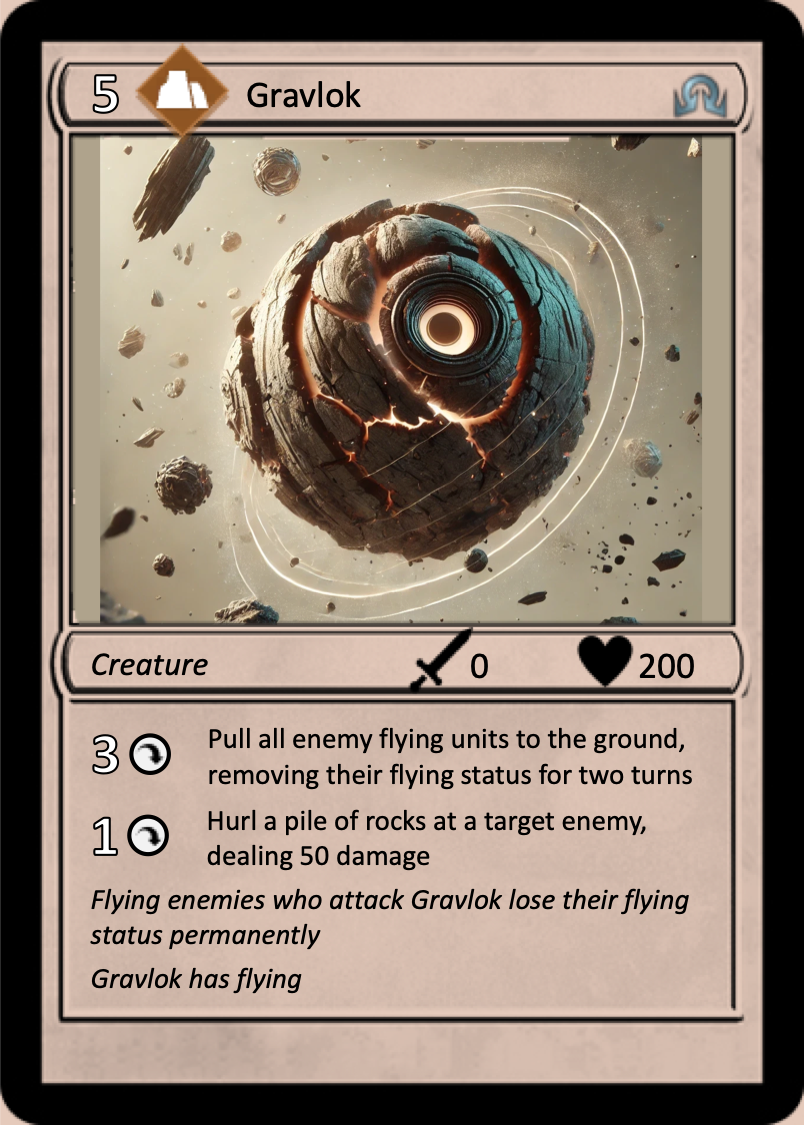 5 Gravlok
Creature 0 200
3 Pull all enemy flying units to the ground,
removing their flying status for two turns
1 Hurl a pile of rocks at a target enemy,
dealing 50 damage
Flying enemies who attack Gravlok lose their flying
status permanently
Gravlok has flying